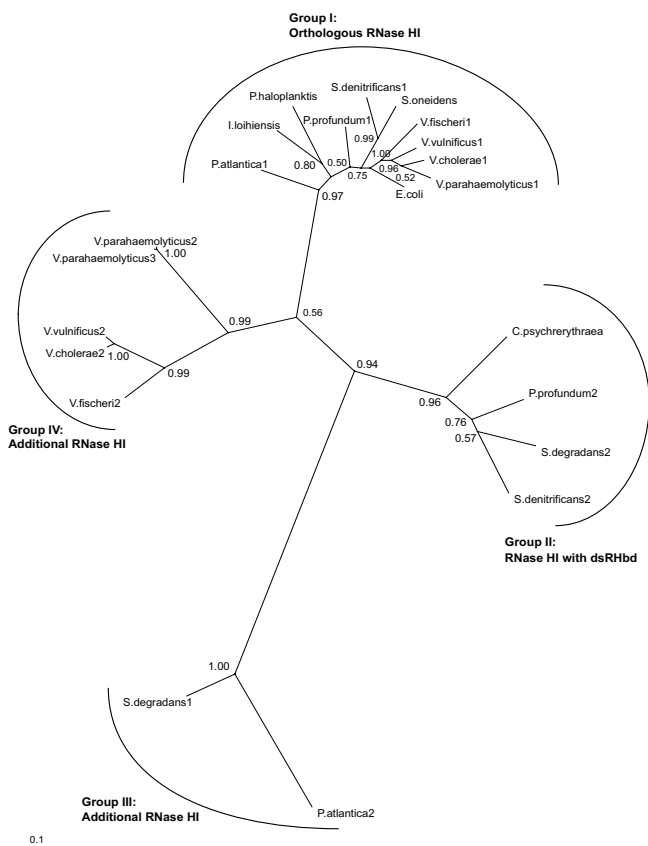 Group I:
Orthologous RNase HI
S.denitrificans1
P.haloplanktis
S.oneidens
P.profundum1
V.fischeri1
I.loihiensis
0.99
V.vulnificus1
1.00
0.50
V.cholerae1
P.atlantica1
0.80
0.96
0.75
0.52
V.parahaemolyticus1
E.coli
0.97
V.parahaemolyticus2
V.parahaemolyticus3
1.00
0.56
0.99
V.vulnificus2
V.cholerae2
1.00
0.99
V.fischeri2
Group IV:
Additional RNase HI
C.psychrerythraea
0.94
P.profundum2
0.96
0.76
0.57
S.degradans2
S.denitrificans2
Group II:
RNase HI with dsRHbd
1.00
S.degradans1
Group III:
Additional RNase HI
P.atlantica2
0.1